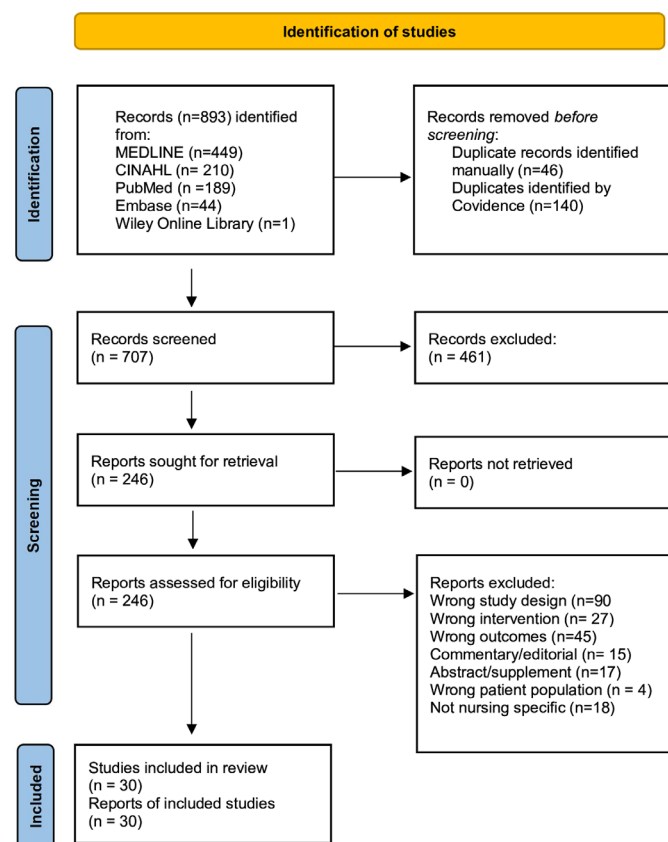 Identification of studies
Identification
Records (n=893) identified
from:
MEDLINE (n=449)
CINAHL (n= 210)
PubMed (n =189)
Embase (n=44)
Wiley Online Library (n=1)
Records removed before
screening:
Duplicate records identified
manually (n=46)
Duplicates identified by
Covidence (n=140)
Screening
Records screened
(n = 707)
Records excluded:
(n = 461)
Reports sought for retrieval
(n = 246)
Reports not retrieved
(n = 0)
Reports assessed for eligibility
(n = 246)
Reports excluded:
Wrong study design (n=90
Wrong intervention (n= 27)
Wrong outcomes (n=45)
Commentary/editorial (n= 15)
Abstract/supplement (n=17)
Wrong patient population (n = 4)
Not nursing specific (n=18)
Included
Studies included in review
(n = 30)
Reports of included studies
(n = 30)